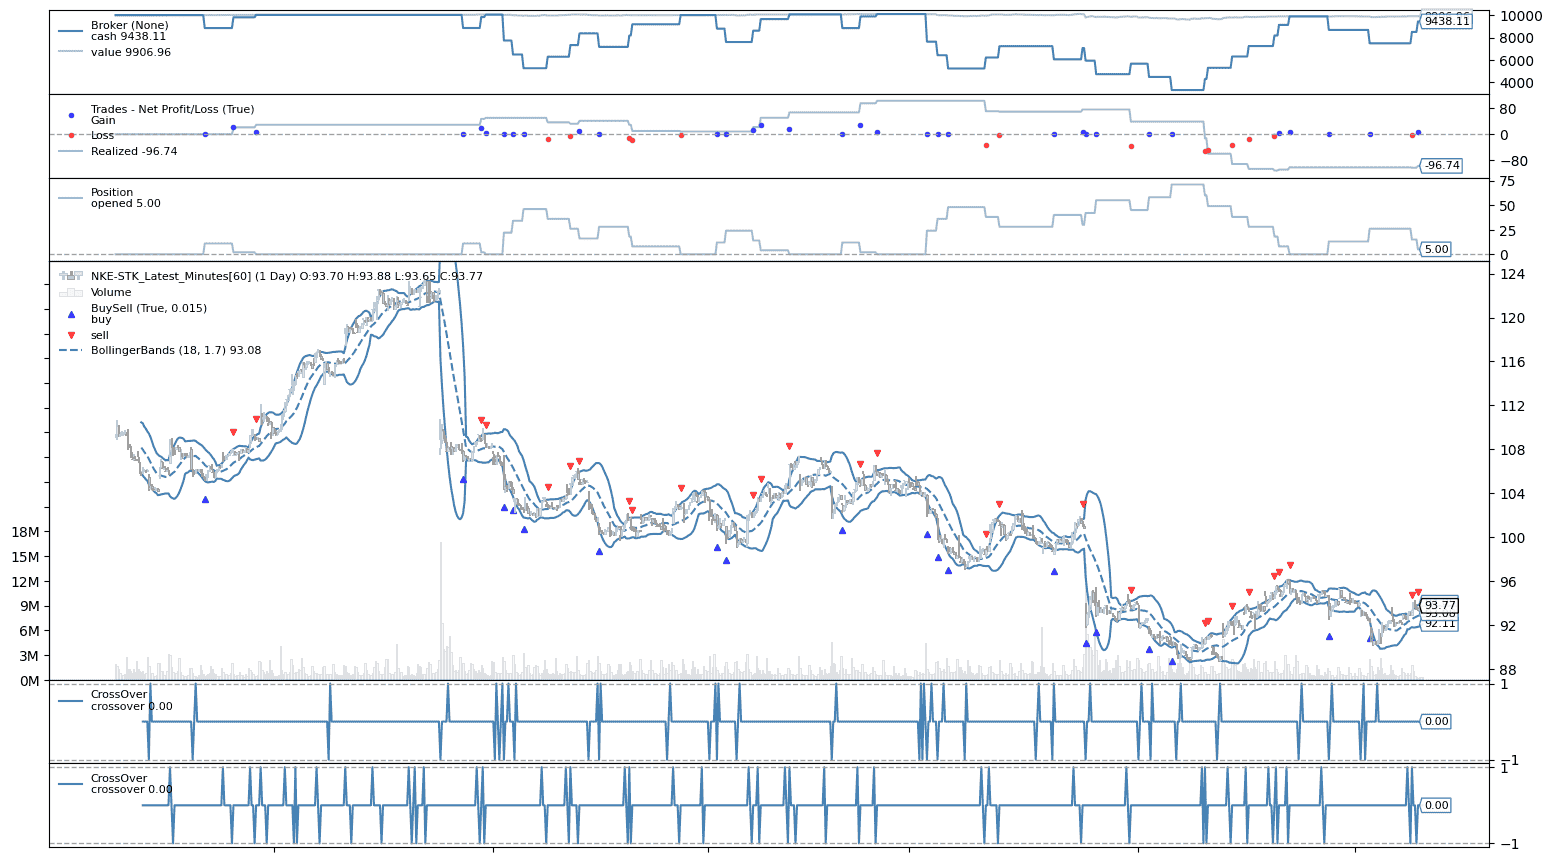 Broker (None)
cash 9438.11
value 9906.96
10000
9438.11
8000
6000
4000
Trades - Net Profit/Loss (True)
Gain
Loss
Realized -96.74
80
0
-80
-96.74
Position
opened 5.00
75
50
25
0
5.00
NKE-STK_Latest_Minutes[60] (1 Day) O:93.70 H:93.88 L:93.65 C:93.77
Volume
BuySell (True, 0.015)
buy
sell
BollingerBands (18, 1.7) 93.08
124
120
116
112
108
104
100
96
92
88
93.77
93.08
92.11
18M
15M
12M
9M
6M
3M
0M
CrossOver
crossover 0.00
1
0.00
−1
CrossOver
crossover 0.00
1
0.00
−1